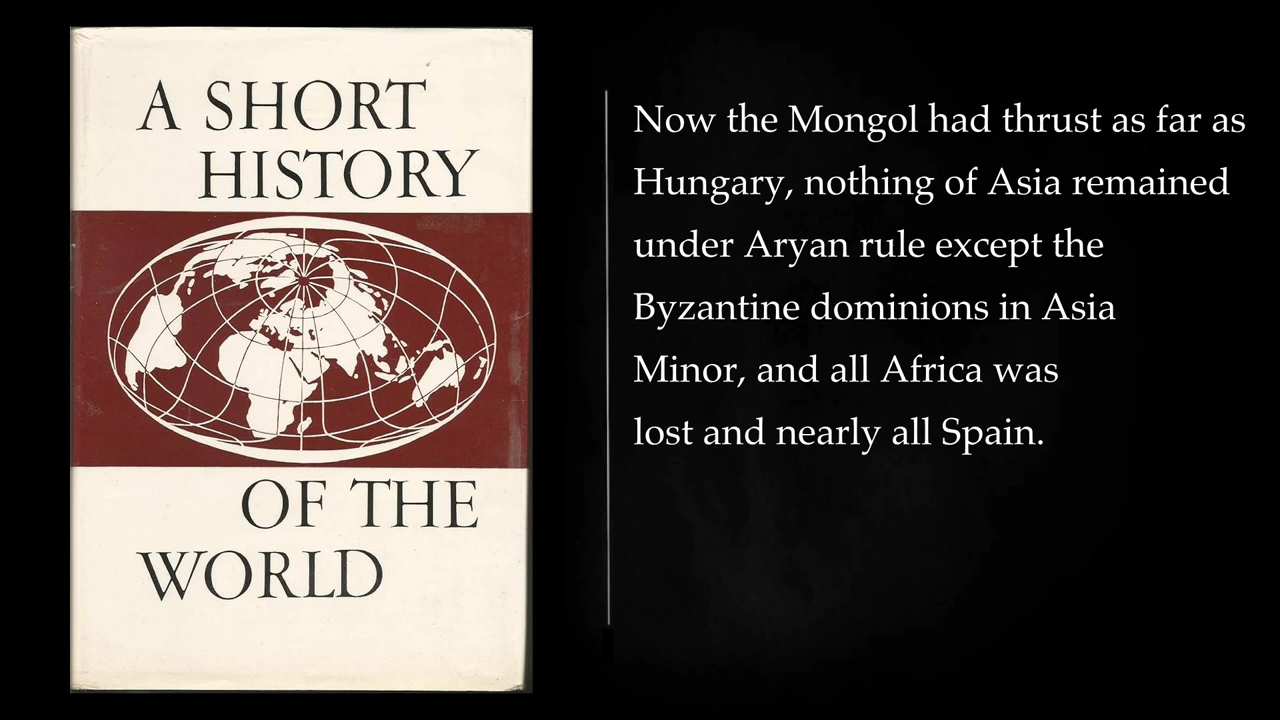 A SHORT
HISTORY
OF THE
WORLD
Now the Mongol had thrust as far as
Hungary, nothing of Asia remained
under Aryan rule except the
Byzantine dominions in Asia
Minor, and all Africa was
lost and nearly all Spain.